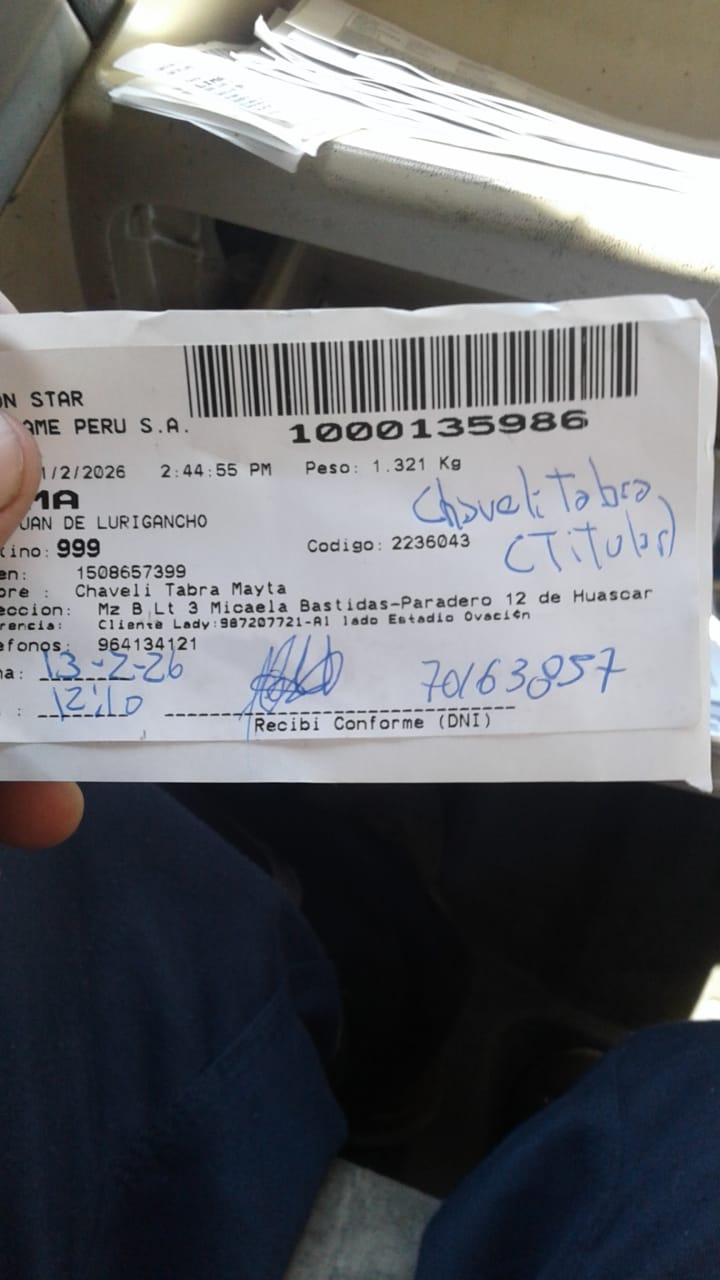 ON STAR
AME PERU S.A.
1000135986
1/2/2026 2:44:55 PM Peso: 1.321 Kg
MA
UAN DE LURIGANCHO
Chaveli Tabra
(Titular)
ino: 999 Codigo: 2236043
en: 1508657399
bre : Chaveli Tabra Mayta
eccion: Mz B Lt 3 Micaela Bastidas-Paradero 12 de Huascar
rencia: Cliente Lady:987207721-Al lado Estadio Ovación
efonos: 964134121
ha: 13-2-26
: 12:10 70163857
Recibi Conforme (DNI)